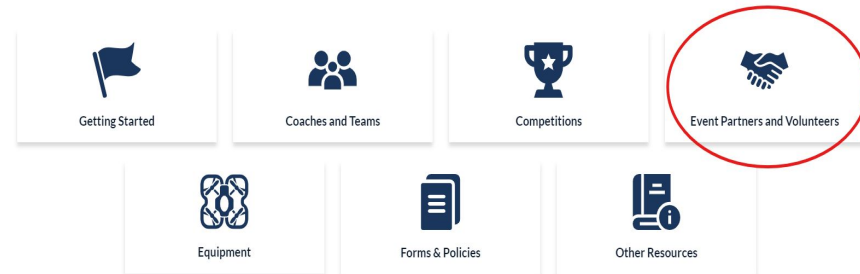 Getting Started
Coaches and Teams
Competitions
Event Partners and Volunteers
Equipment
Forms & Policies
Other Resources